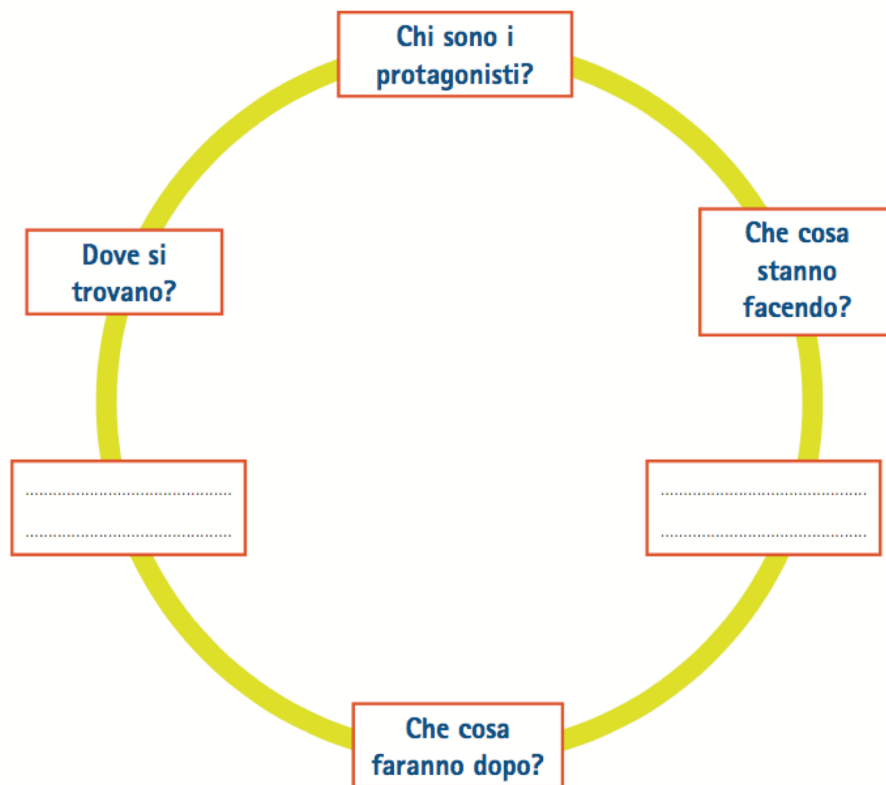 Chi sono i
protagonisti?
Dove si
trovano?
Che cosa
stanno
facendo?
Che cosa
faranno dopo?